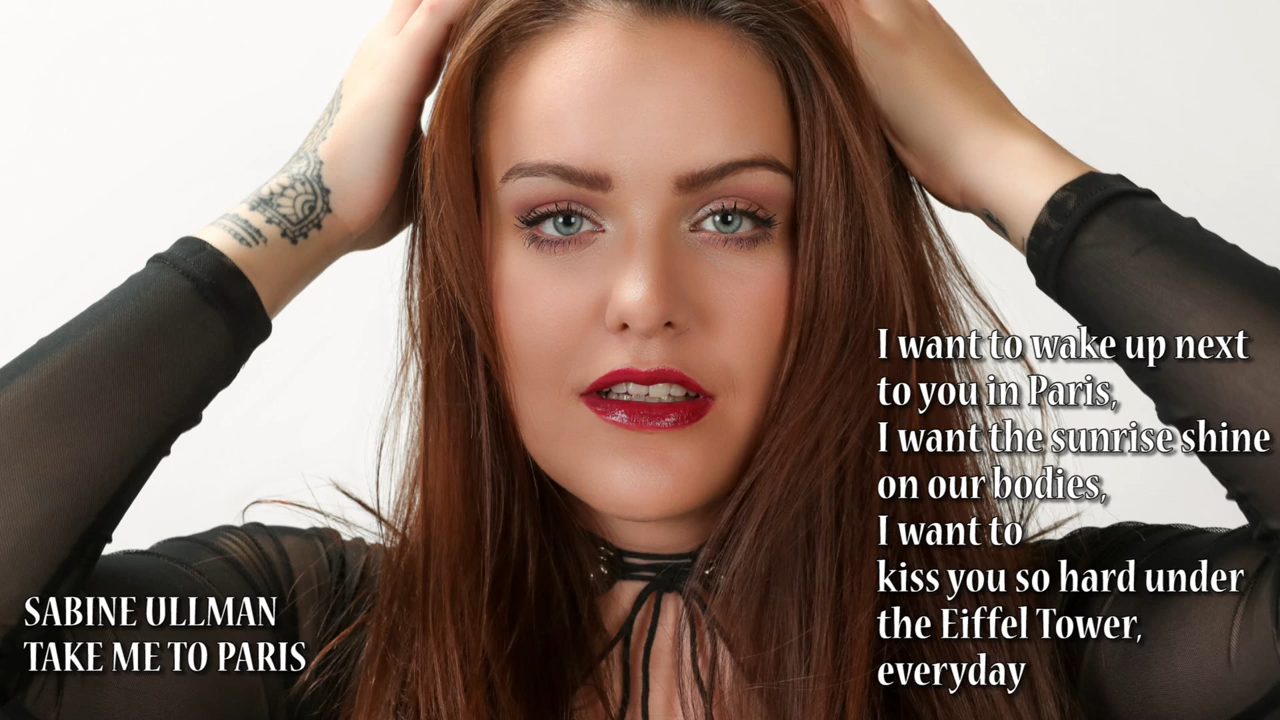 I want to wake up next
to you in Paris,
I want the sunrise shine
on our bodies,
I want to
kiss you so hard under
the Eiffel Tower,
everyday
SABINE ULLMAN
TAKE ME TO PARIS